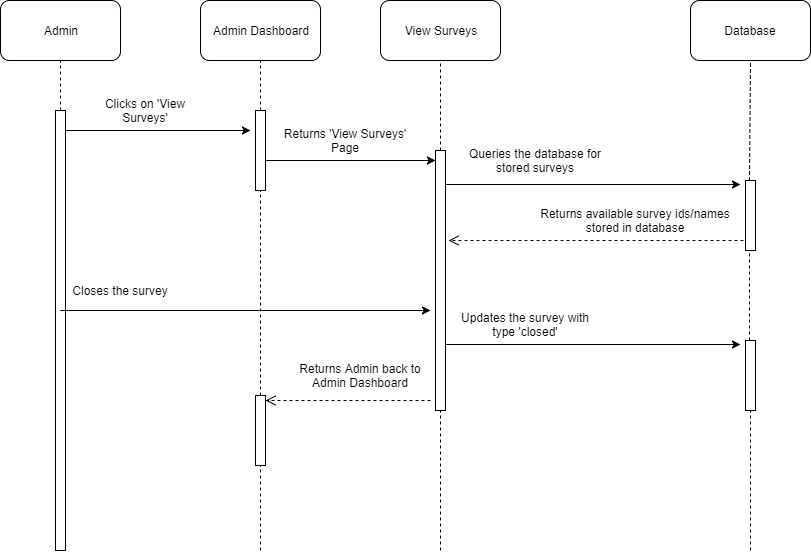 Admin
Admin Dashboard
View Surveys
Database
Clicks on 'View
Surveys'
Returns 'View Surveys'
Page
Queries the database for
stored surveys
Returns available survey ids/names
stored in database
Closes the survey
Updates the survey with
type 'closed'
Returns Admin back to
Admin Dashboard